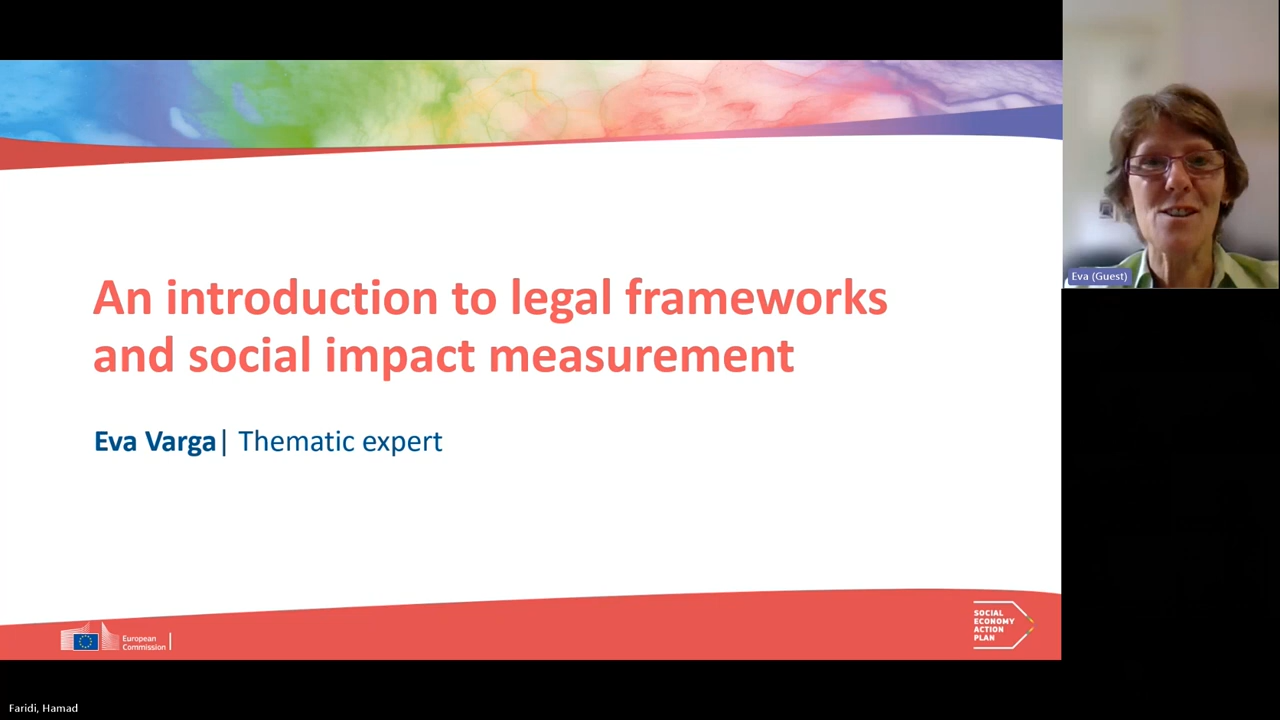 An introduction to legal frameworks
and social impact measurement
Eva Varga| Thematic expert
Eva (Guest)
European
Commission
SOCIAL
ECONOMY
ACTION
PLAN
Faridi, Hamad